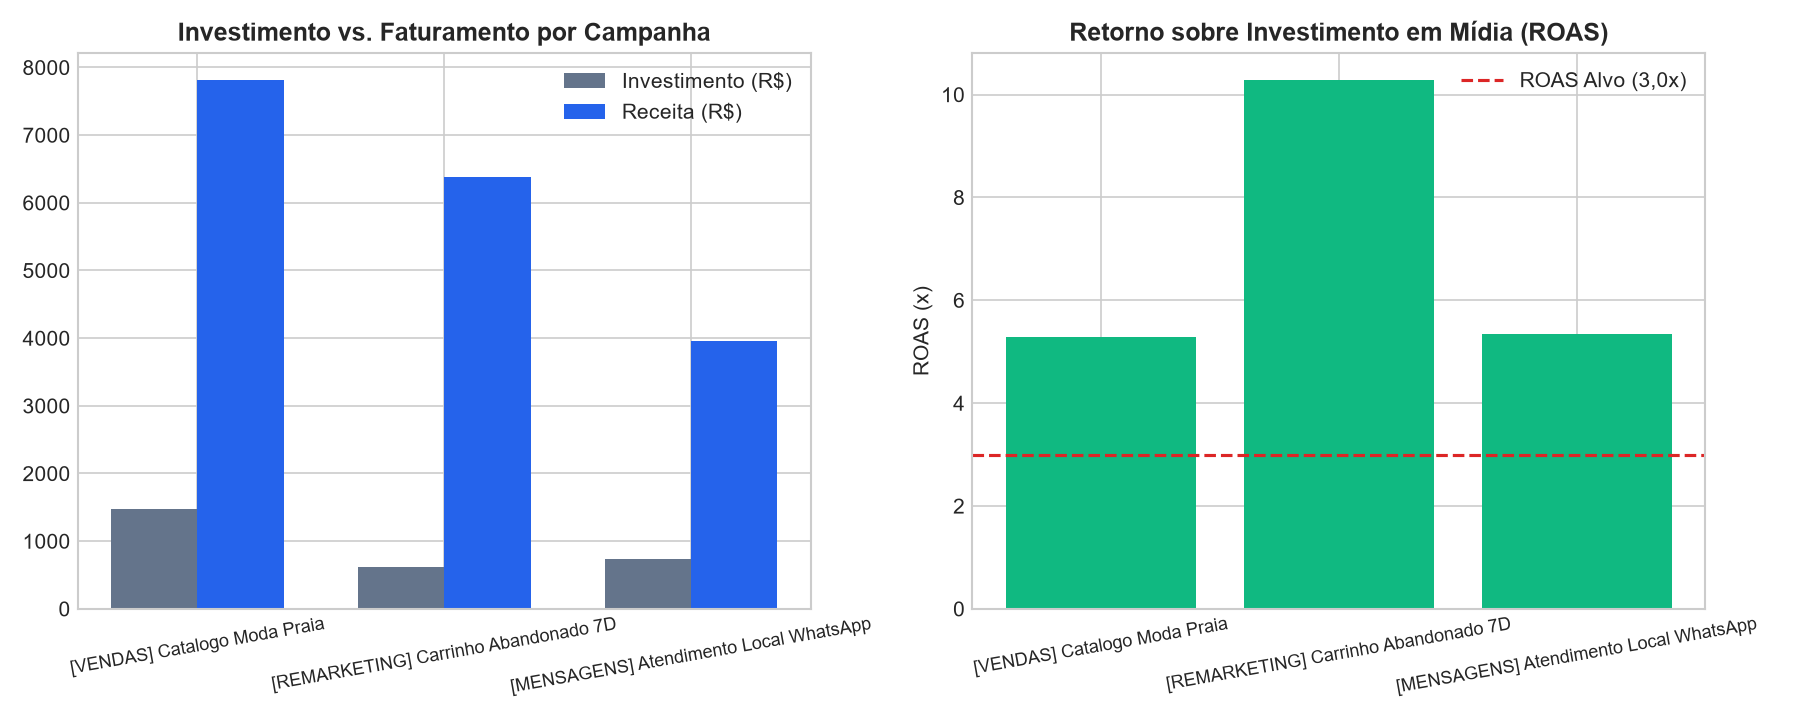 Investimento vs. Faturamento por Campanha
Investimento (R$)
Receita (R$)
8000
7000
6000
5000
4000
3000
2000
1000
0
[VENDAS] Catalogo Moda Praia
[REMARKETING] Carrinho Abandonado 7D
[MENSAGENS] Atendimento Local WhatsApp
Retorno sobre Investimento em Mídia (ROAS)
ROAS Alvo (3,0x)
ROAS (x)
10
8
6
4
2
0
[VENDAS] Catalogo Moda Praia
[REMARKETING] Carrinho Abandonado 7D
[MENSAGENS] Atendimento Local WhatsApp